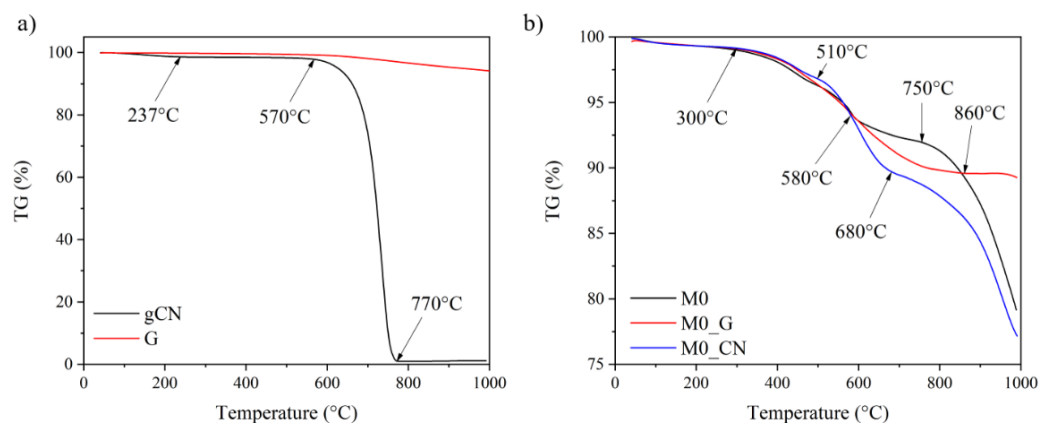 a)
100
80
60
40
20
0
TG (%)
237°C
570°C
770°C
gCN
G
0
200
400
600
800
1000
Temperature (°C)
b)
100
95
90
85
80
75
TG (%)
510°C
300°C
750°C
860°C
580°C
680°C
M0
M0_G
M0_CN
0
200
400
600
800
1000
Temperature (°C)